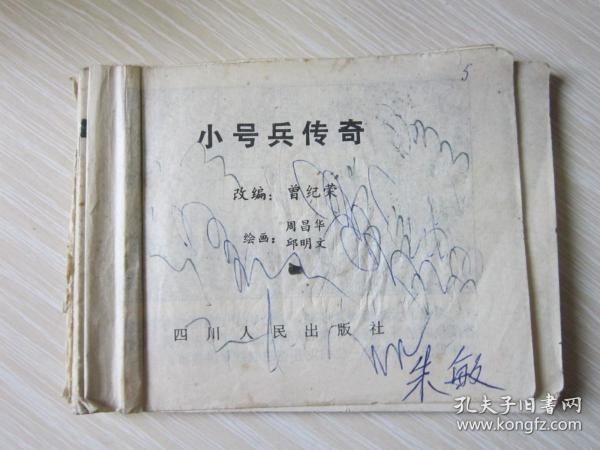 5
小号兵传奇
改编：曾纪荣
绘画：周昌华
邱明文
四川人民出版社
朱敏
孔夫子旧书网
www.kongfz.com